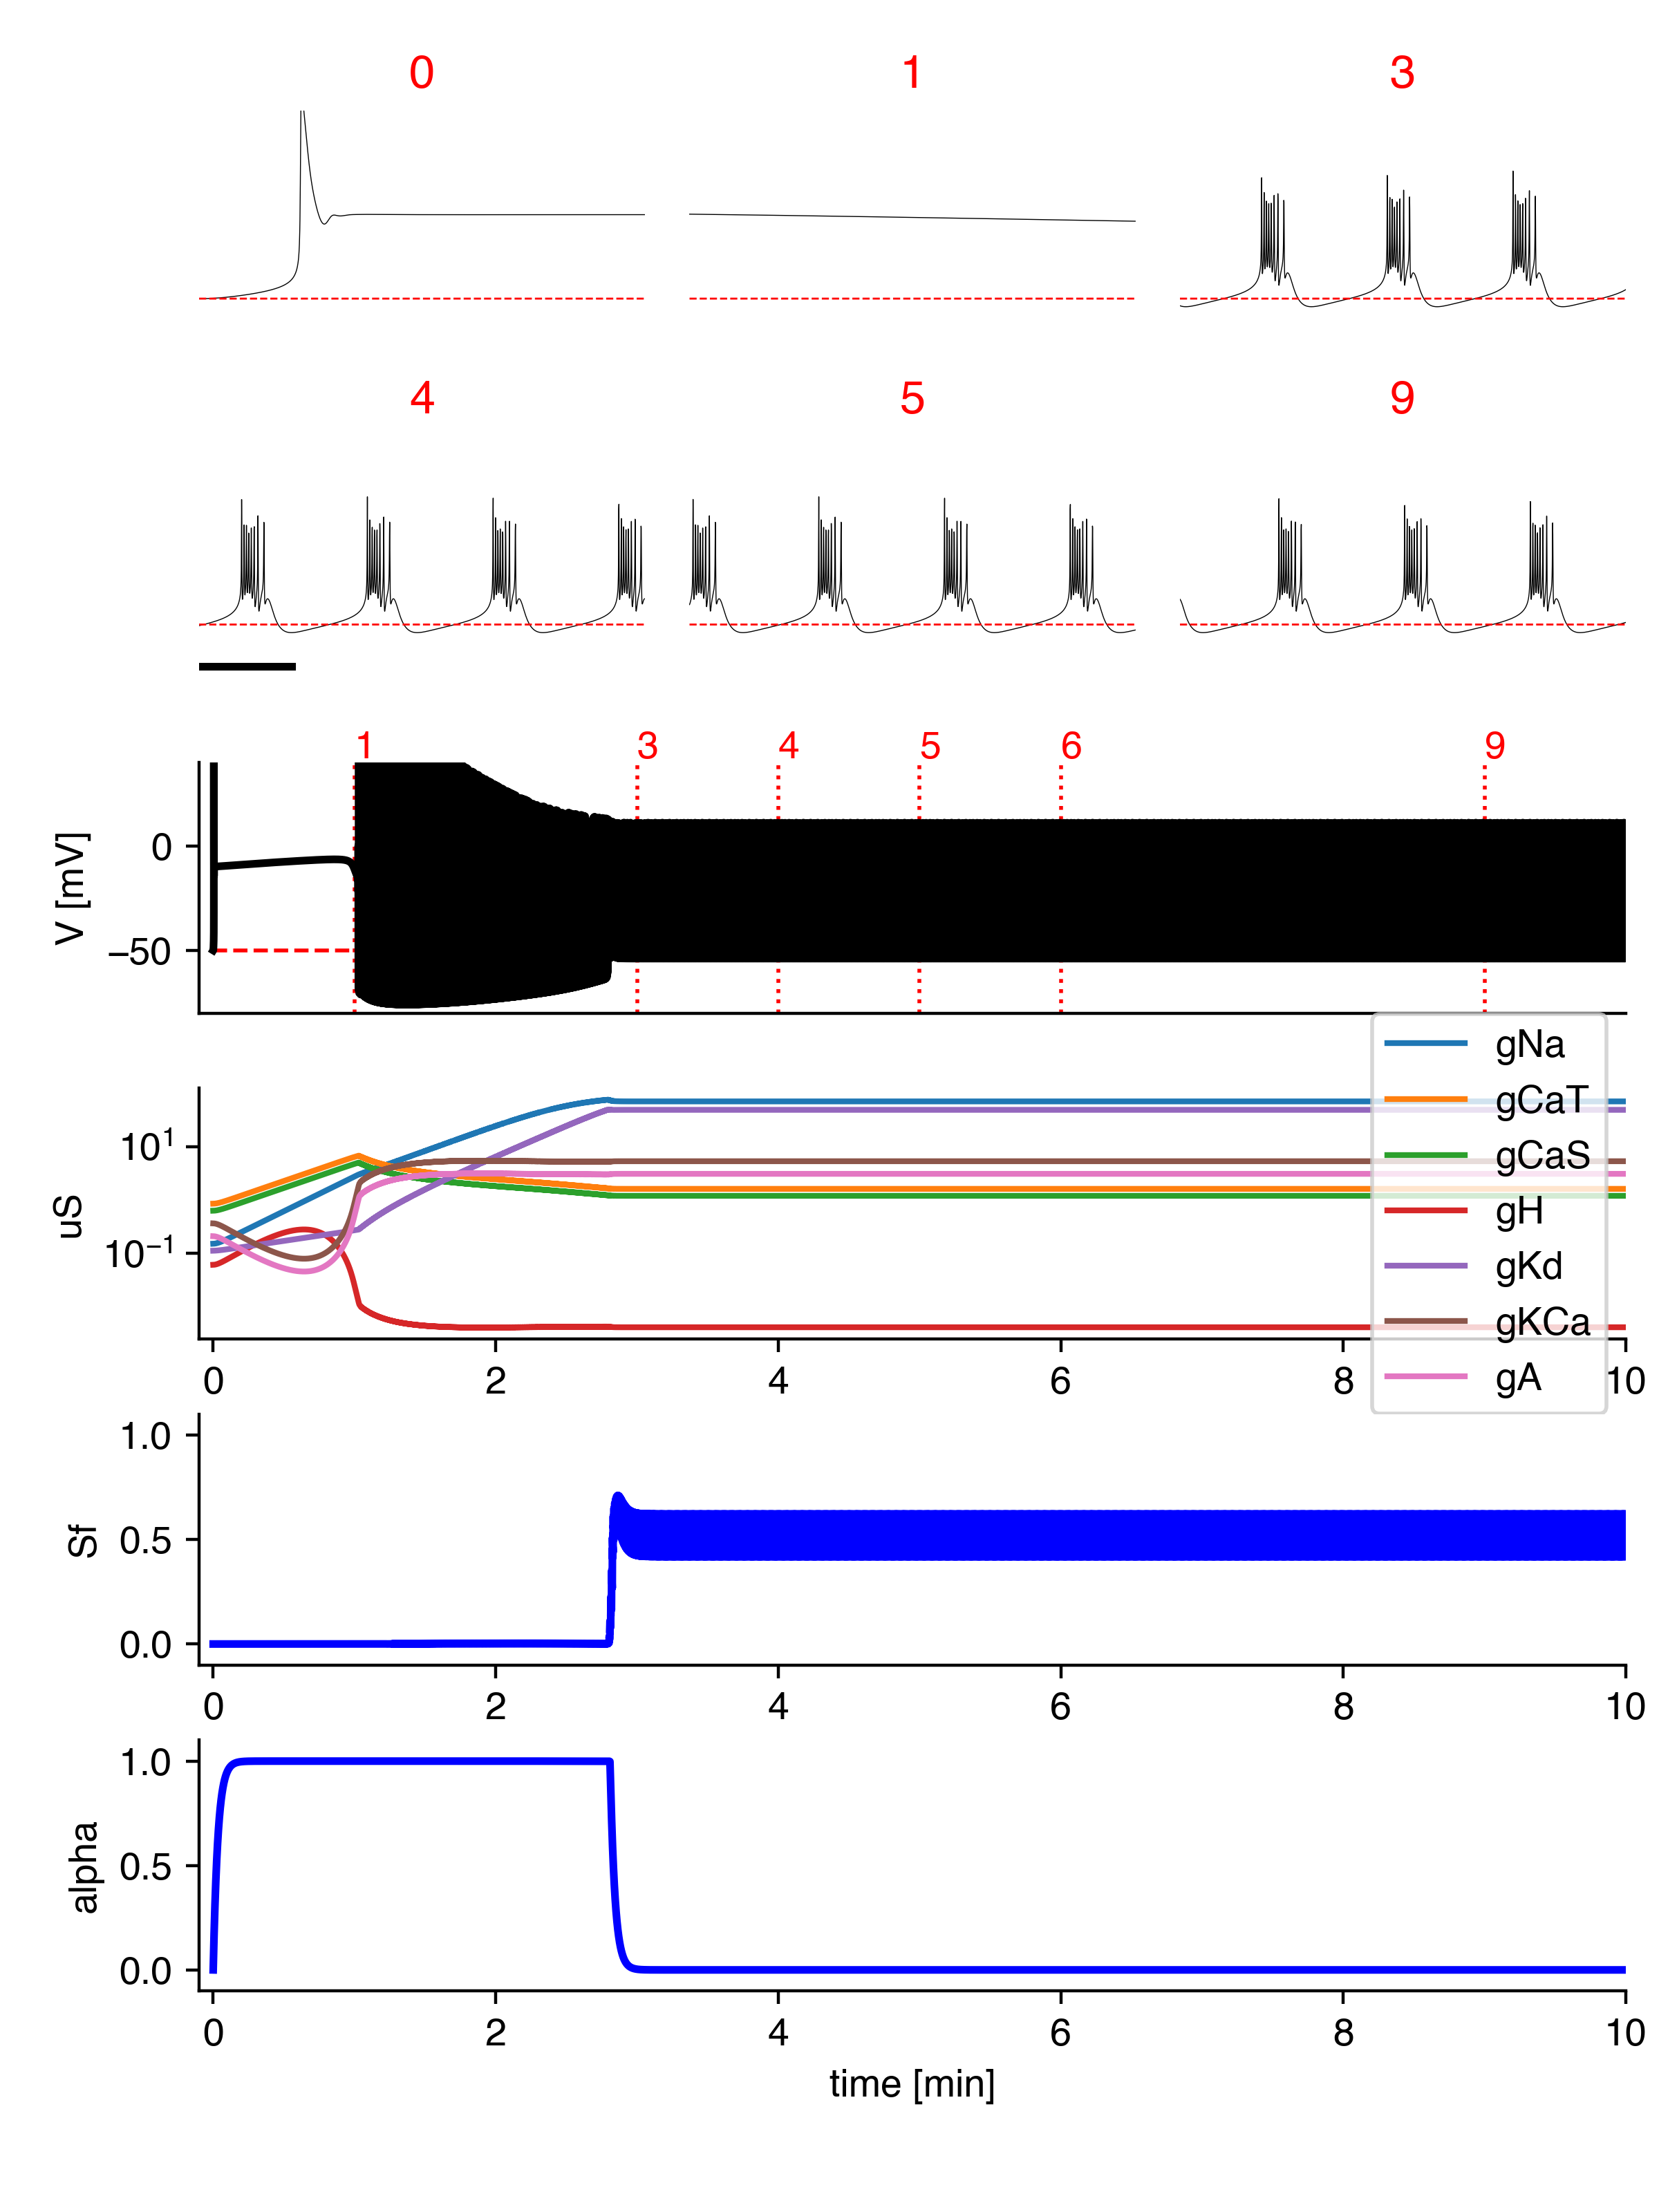 0 1 3
4 5 9
1 3 4 5 6 9
V [mV]
0
−50
uS
10¹
10⁻¹
gNa
gCaT
gCaS
gH
gKd
gKCa
gA
0 2 4 6 8 10
Sf
1.0
0.5
0.0
0 2 4 6 8 10
alpha
1.0
0.5
0.0
0 2 4 6 8 10
time [min]